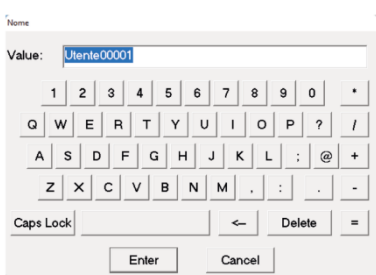 Nome
Value: Utente00001
1 2 3 4 5 6 7 8 9 0 *
Q W E R T Y U I O P ? /
A S D F G H J K L ; @ +
Z X C V B N M , : . -
Caps Lock <- Delete =
Enter Cancel